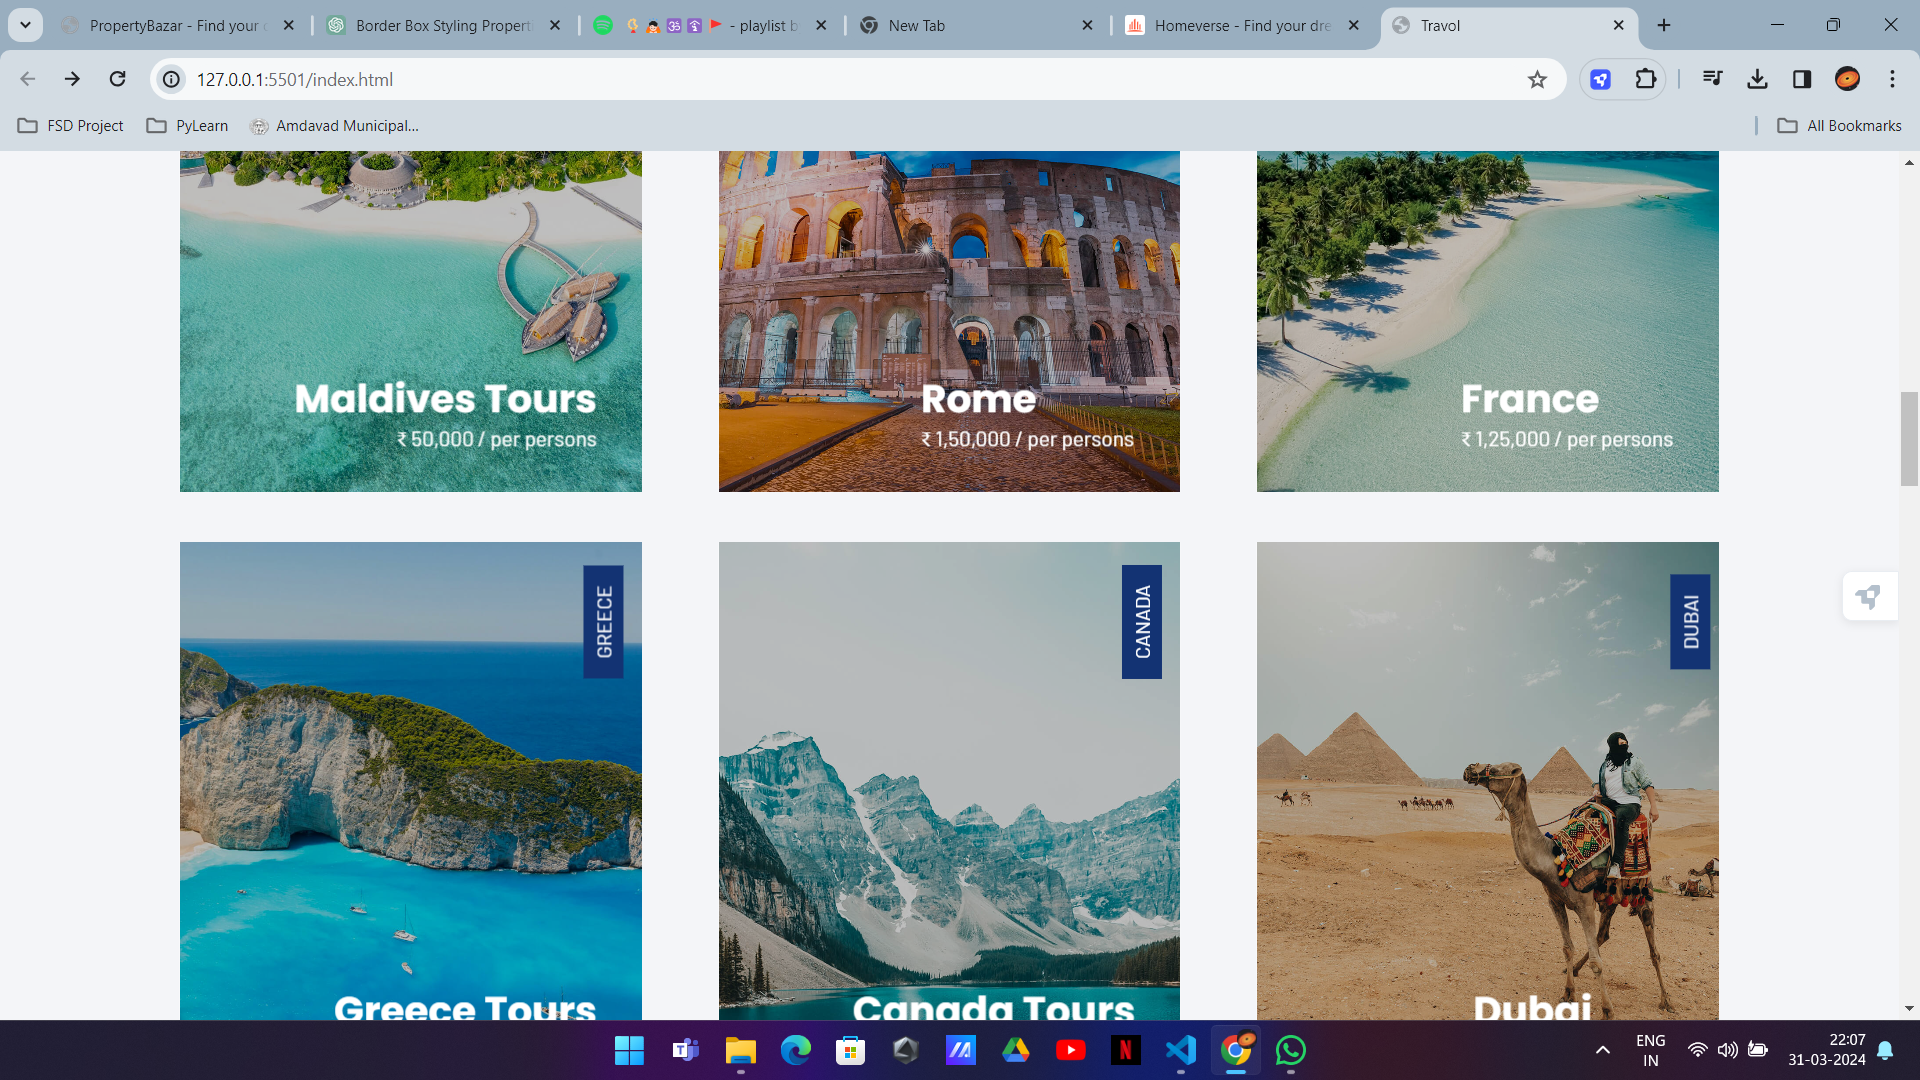 PropertyBazar - Find your d
Border Box Styling Properti
- playlist b
New Tab
Homeverse - Find your dre
Travol
127.0.0.1:5501/index.html
FSD Project
PyLearn
Amdavad Municipal...
All Bookmarks
Maldives Tours
₹ 50,000 / per persons
Rome
₹ 1,50,000 / per persons
France
₹ 1,25,000 / per persons
GREECE
CANADA
DUBAI
Greece Tours
Canada Tours
Dubai
ENG
IN
22:07
31-03-2024